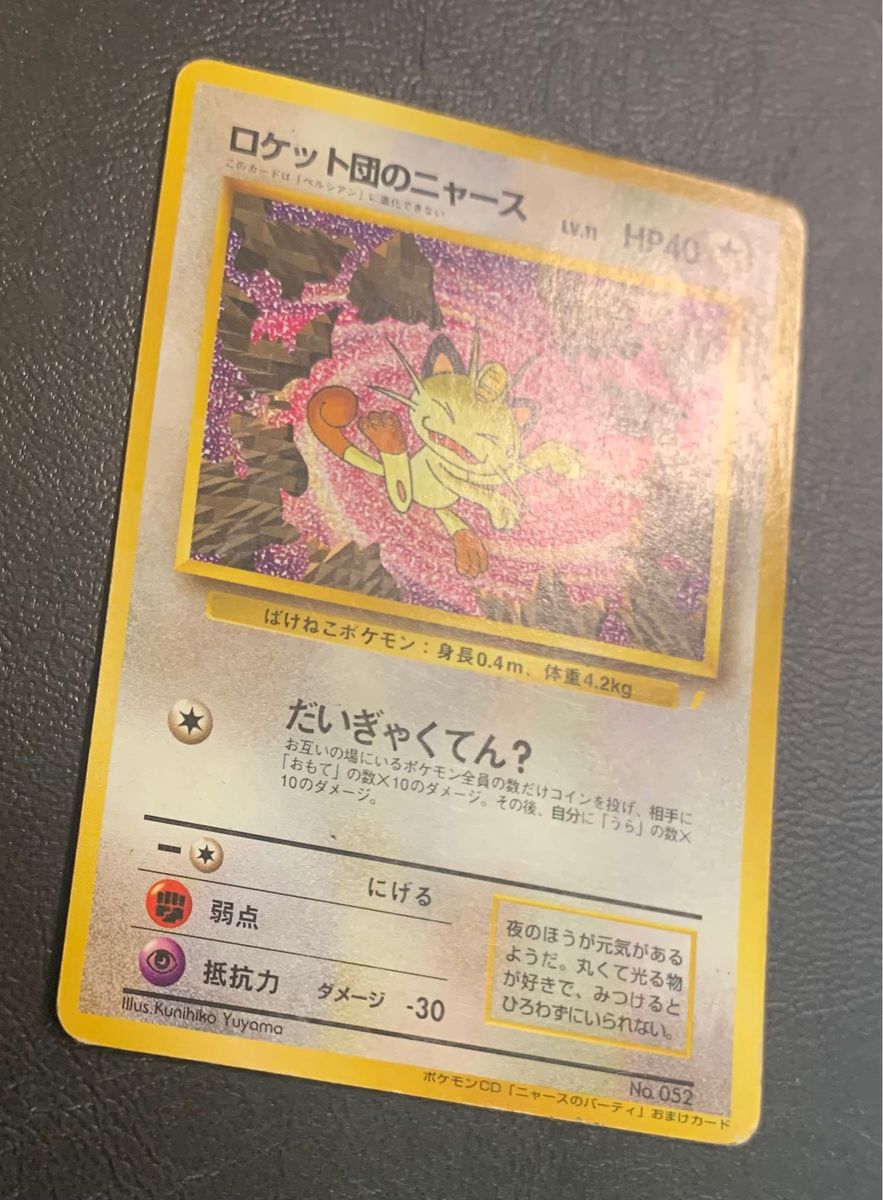 ロケット団のニャース
このカードは「ペルシアン」に進化できない
LV.11 HP40
ばけねこポケモン：身長0.4m、体重4.2kg
だいぎゃくてん?
お互いの場にいるポケモン全員の数だけコインを投げ、相手に
「おもて」の数×10のダメージ。その後、自分に「うら」の数×
10のダメージ。
にげる
弱点
抵抗力 ダメージ -30
夜のほうが元気がある
ようだ。丸くて光る物
が好きで、みつけると
ひろわずにいられない。
Illus.Kunihiko Yuyama
No.052
ポケモンCD「ニャースのパーティ」おまけカード